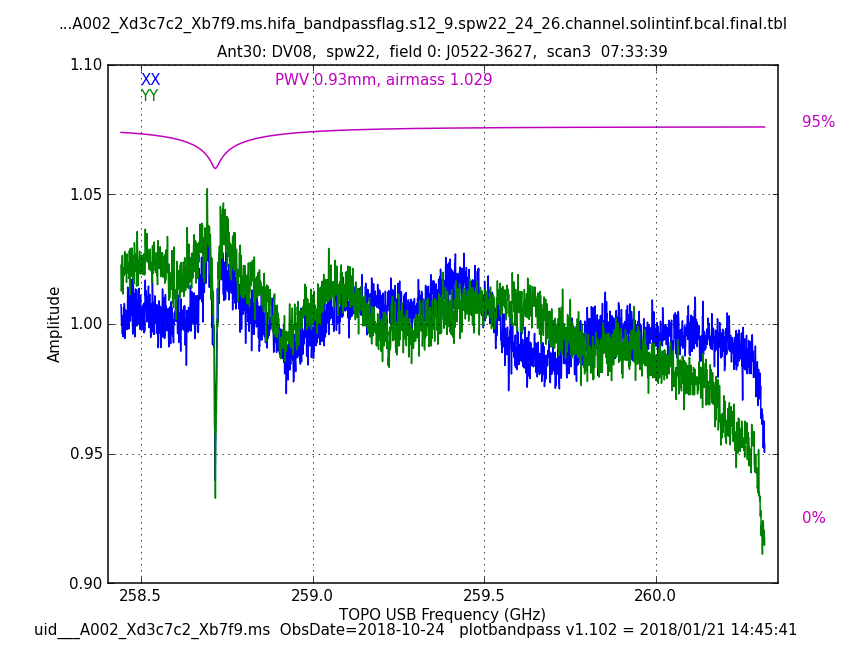 ...A002_Xd3c7c2_Xb7f9.ms.hifa_bandpassflag.s12_9.spw22_24_26.channel.solintinf.bcal.final.tbl
Ant30: DV08,  spw22,  field 0: J0522-3627,  scan3  07:33:39
1.10
XX
PWV 0.93mm, airmass 1.029
YY
95%
1.05
1.00
Amplitude
0.95
0%
0.90
258.5 259.0 259.5 260.0
TOPO USB Frequency (GHz)
uid___A002_Xd3c7c2_Xb7f9.ms  ObsDate=2018-10-24   plotbandpass v1.102 = 2018/01/21 14:45:41